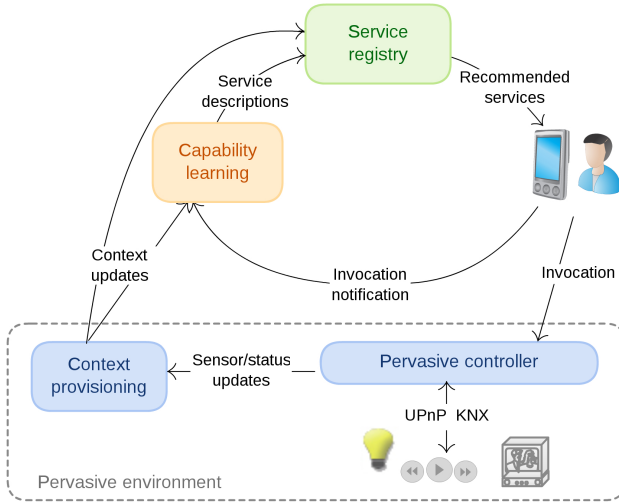 Service
registry
Service
descriptions
Recommended
services
Capability
learning
Context
updates
Invocation
notification
Invocation
Context
provisioning
Sensor/status
updates
Pervasive controller
UPnP KNX
Pervasive environment